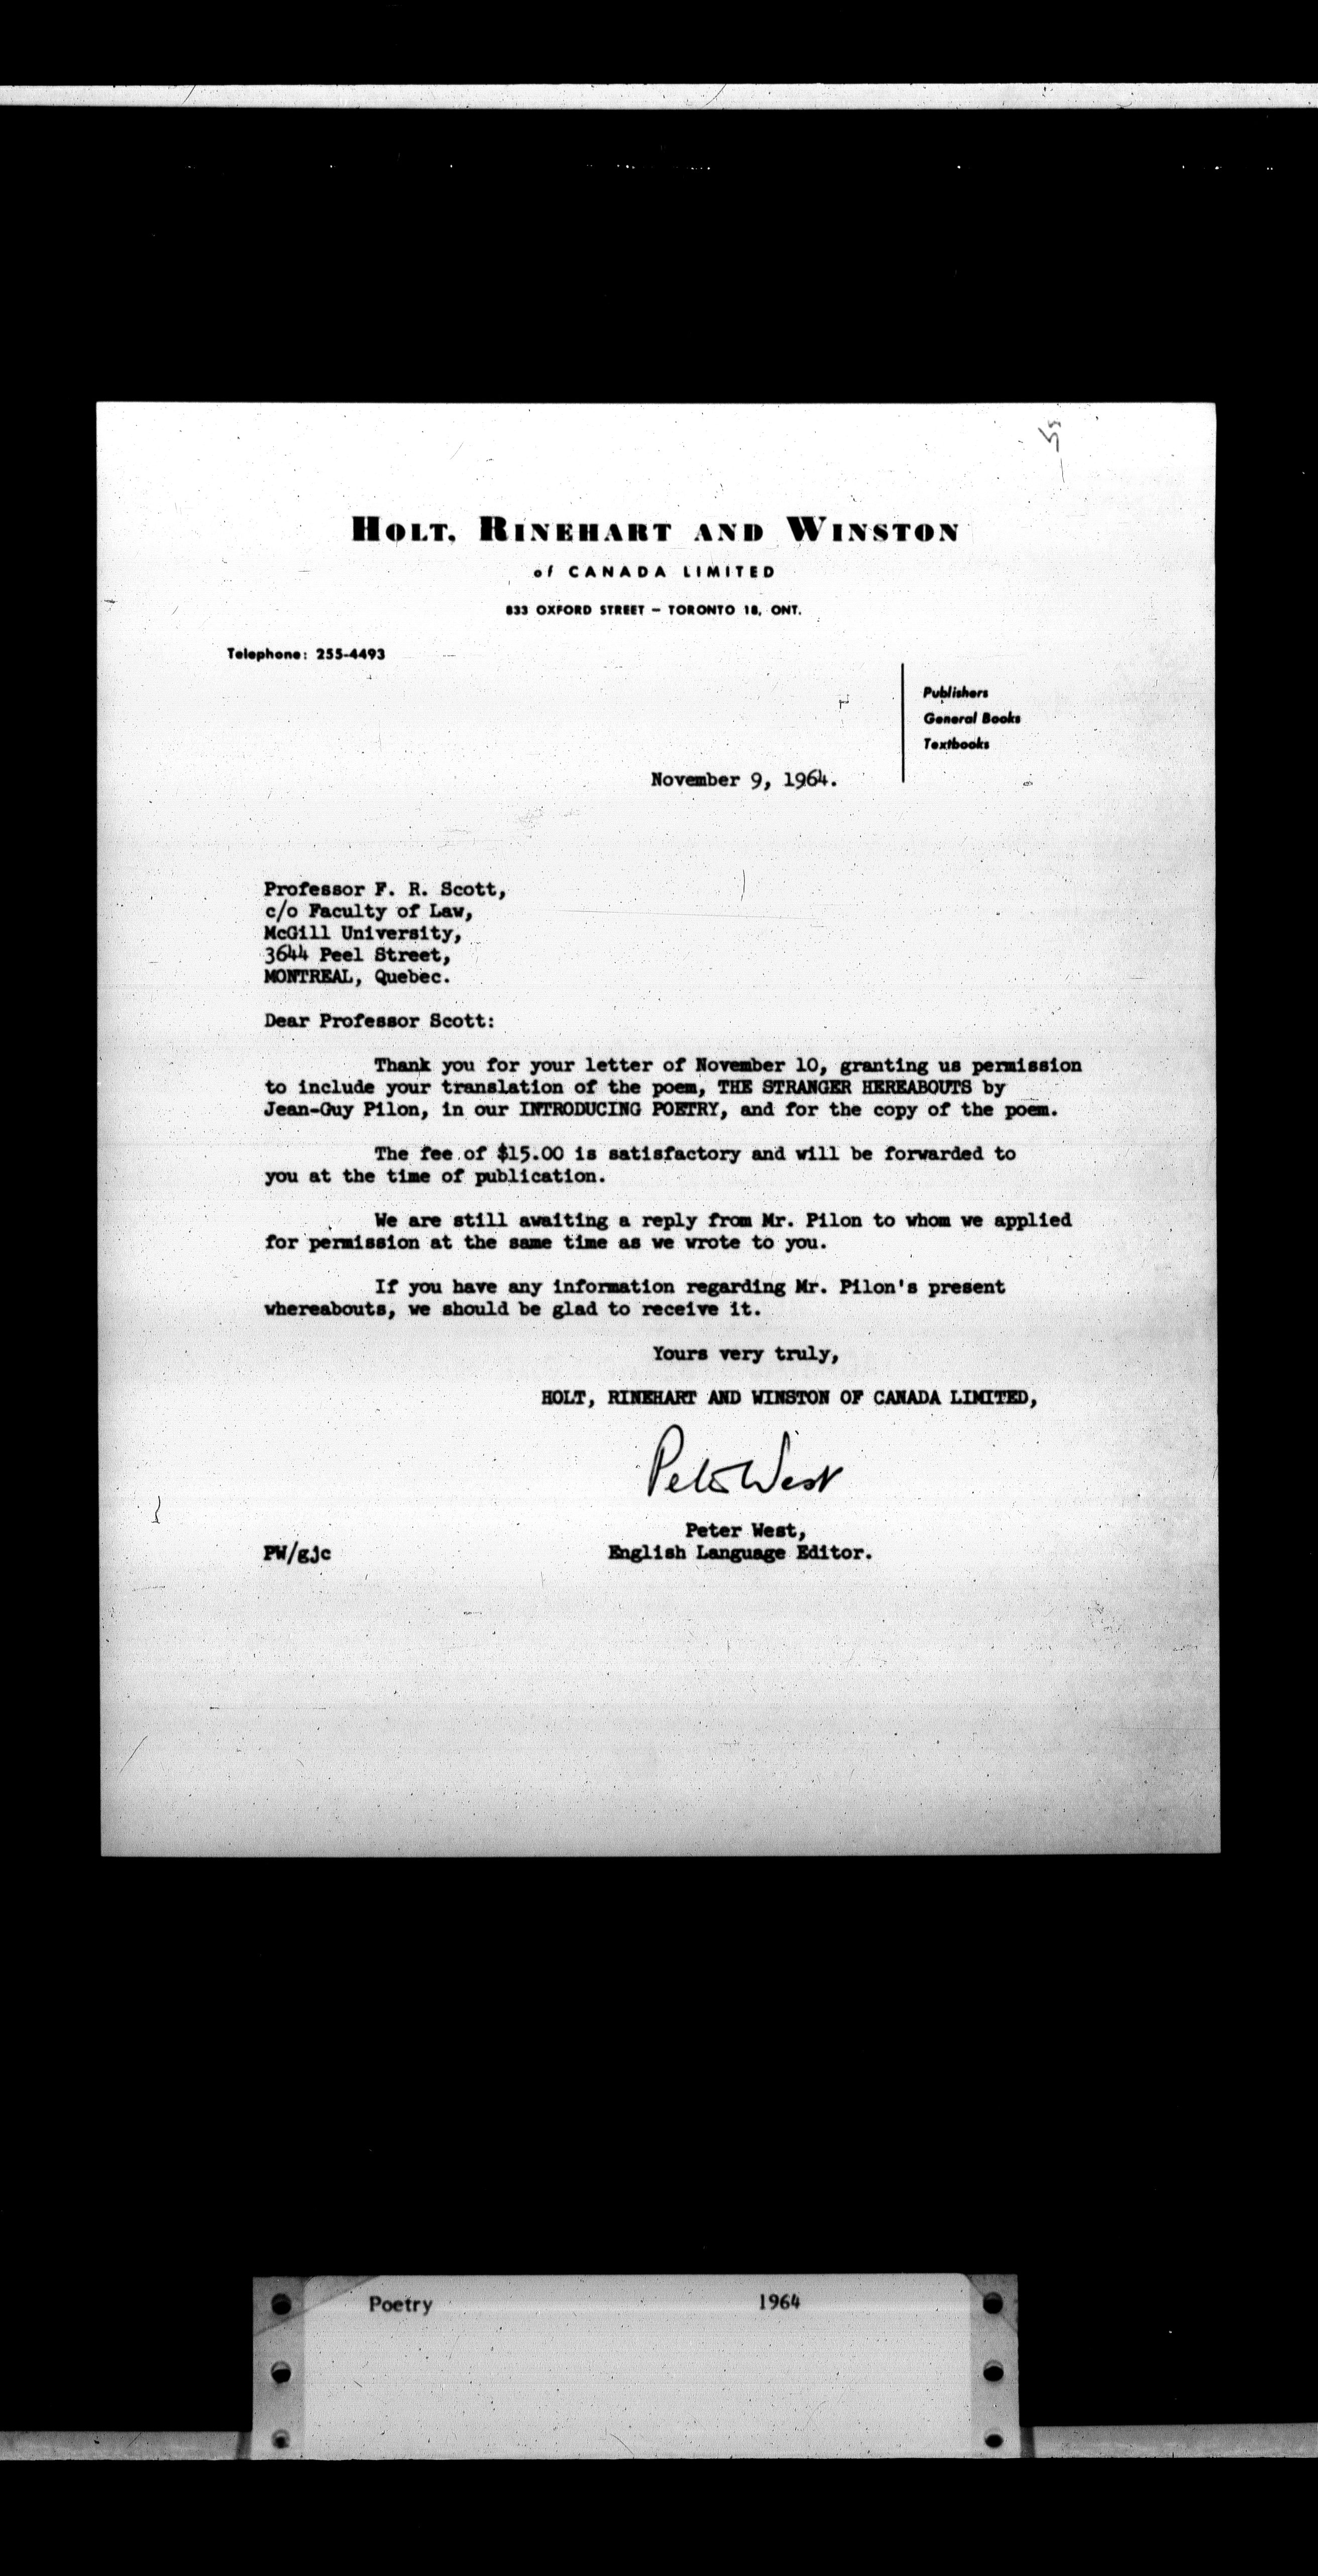 HOLT, RINEHART AND WINSTON
of CANADA LIMITED
833 OXFORD STREET – TORONTO 18, ONT.
Telephone: 255-4493
Publishers
General Books
Textbooks
November 9, 1964.
Professor F. R. Scott,
c/o Faculty of Law,
McGill University,
3644 Peel Street,
MONTREAL, Quebec.
Dear Professor Scott:
Thank you for your letter of November 10, granting us permission
to include your translation of the poem, THE STRANGER HEREABOUTS by
Jean-Guy Pilon, in our INTRODUCING POETRY, and for the copy of the poem.
The fee of $15.00 is satisfactory and will be forwarded to
you at the time of publication.
We are still awaiting a reply from Mr. Pilon to whom we applied
for permission at the same time as we wrote to you.
If you have any information regarding Mr. Pilon's present
whereabouts, we should be glad to receive it.
Yours very truly,
HOLT, RINEHART AND WINSTON OF CANADA LIMITED,
Peter West
Peter West,
PW/gjc English Language Editor.
Poetry 1964